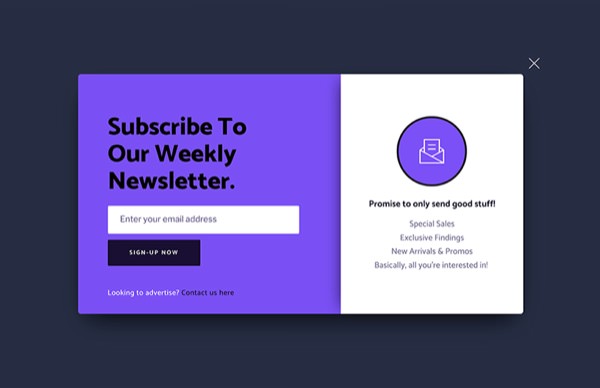 Subscribe To
Our Weekly
Newsletter.
Enter your email address
SIGN-UP NOW
Looking to advertise? Contact us here
Promise to only send good stuff!
Special Sales
Exclusive Findings
New Arrivals & Promos
Basically, all you're interested in!